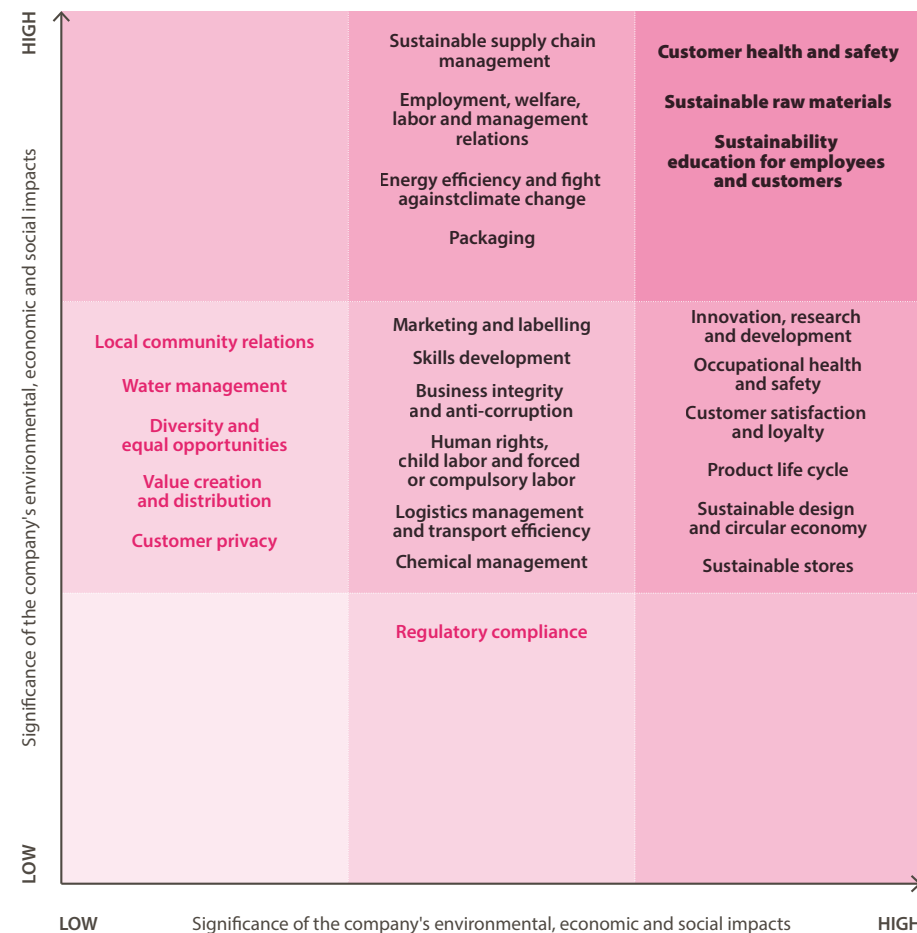 HIGH
Significance of the company's environmental, economic and social impacts
LOW
Sustainable supply chain
management
Employment, welfare,
labor and management
relations
Energy efficiency and fight
againstclimate change
Packaging
Customer health and safety
Sustainable raw materials
Sustainability
education for employees
and customers
Local community relations
Water management
Diversity and
equal opportunities
Value creation
and distribution
Customer privacy
Marketing and labelling
Skills development
Business integrity
and anti-corruption
Human rights,
child labor and forced
or compulsory labor
Logistics management
and transport efficiency
Chemical management
Innovation, research
and development
Occupational health
and safety
Customer satisfaction
and loyalty
Product life cycle
Sustainable design
and circular economy
Sustainable stores
Regulatory compliance
LOW
Significance of the company's environmental, economic and social impacts
HIGH